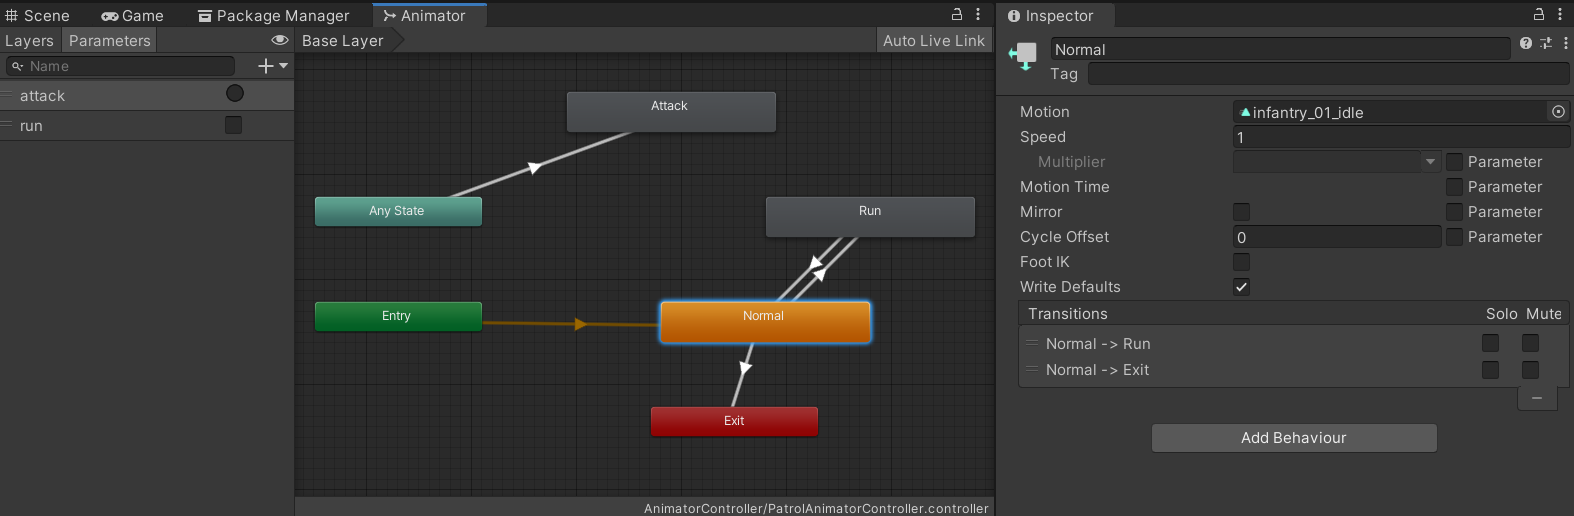 Scene Game Package Manager Animator
Layers Parameters Base Layer Auto Live Link
Name
attack
run
Attack
Any State
Run
Entry
Normal
Exit
AnimatorController/PatrolAnimatorController.controller
Inspector
Normal
Tag
Motion infantry_01_idle
Speed 1
Multiplier Parameter
Motion Time Parameter
Mirror Parameter
Cycle Offset 0 Parameter
Foot IK
Write Defaults
Transitions Solo Mute
Normal -> Run
Normal -> Exit
Add Behaviour